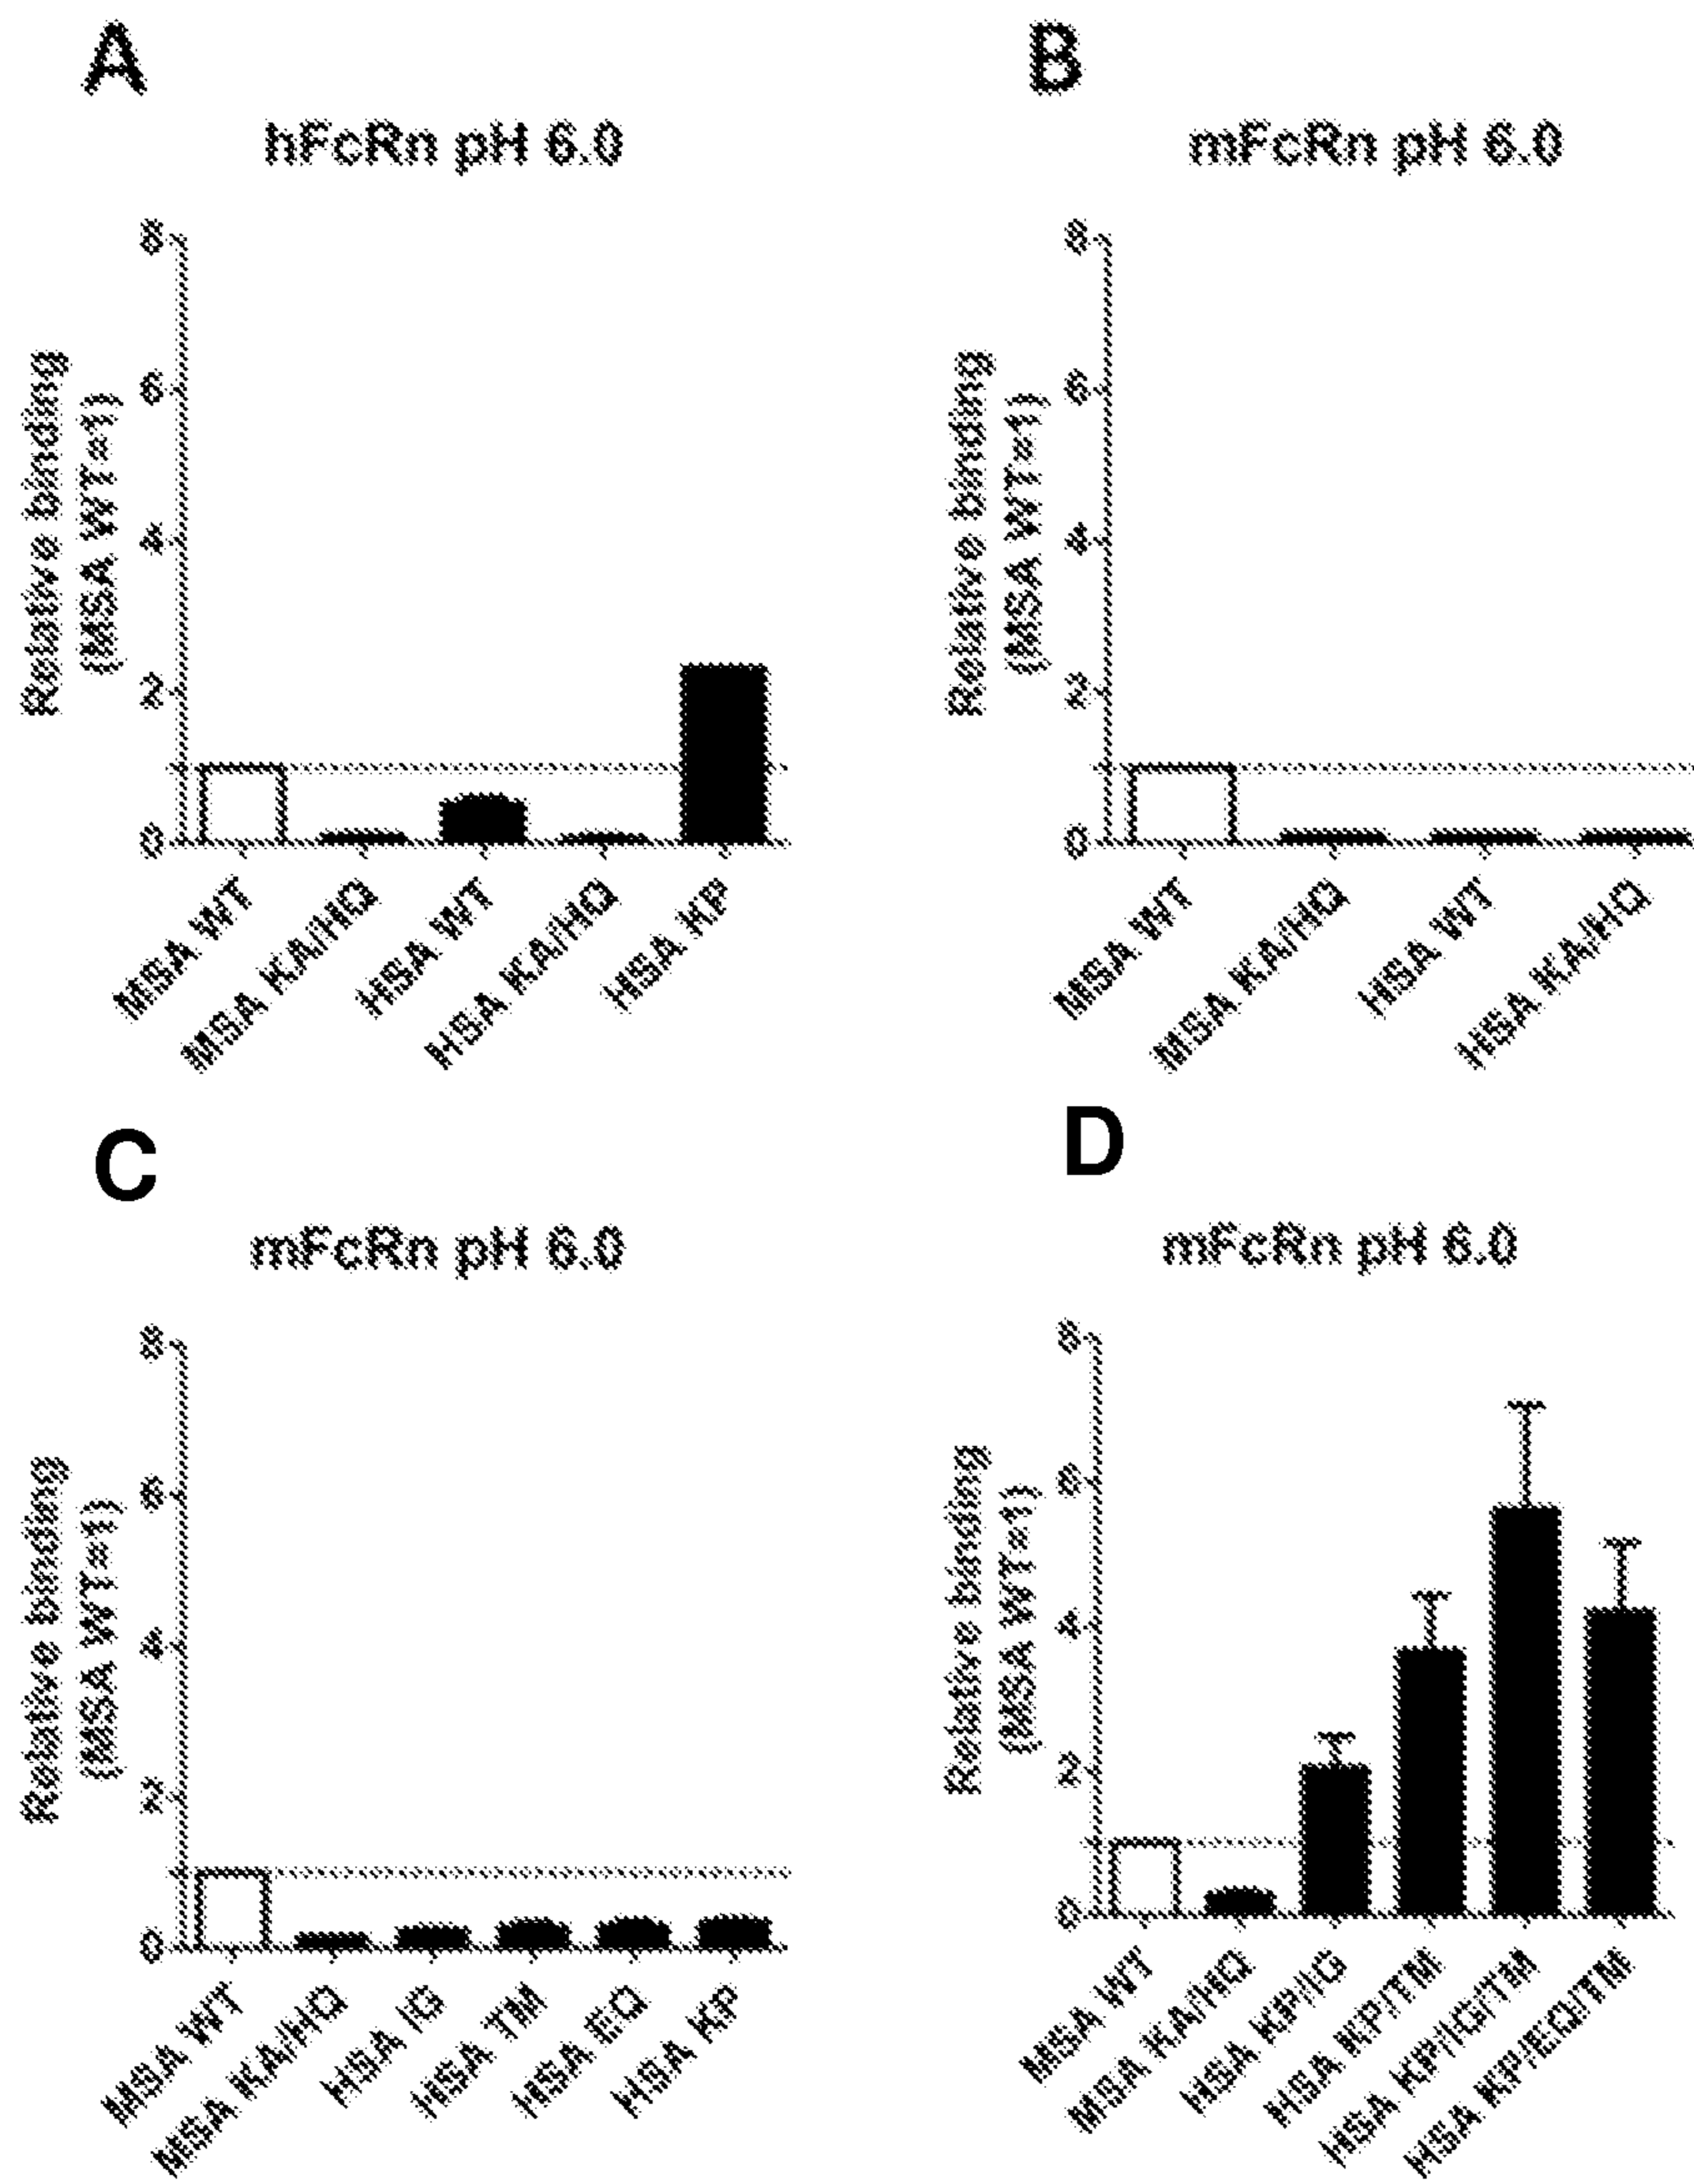 A
hFcRn pH 6.0
Relative binding
(MSA WT=1)
8
6
4
2
0
MSA WT
MSA KA/HQ
HSA WT
HSA KA/HQ
HSA KP
B
mFcRn pH 6.0
Relative binding
(MSA WT=1)
8
6
4
2
0
MSA WT
MSA KA/HQ
HSA WT
HSA KA/HQ
C
mFcRn pH 6.0
Relative binding
(MSA WT=1)
8
6
4
2
0
MSA WT
MSA KA/HQ
HSA IG
HSA TM
HSA EQ
HSA KP
D
mFcRn pH 6.0
Relative binding
(MSA WT=1)
8
6
4
2
0
MSA WT
MSA KA/HQ
HSA KP/IG
HSA KP/TM
HSA KP/IG/TM
HSA KP/EQ/TM